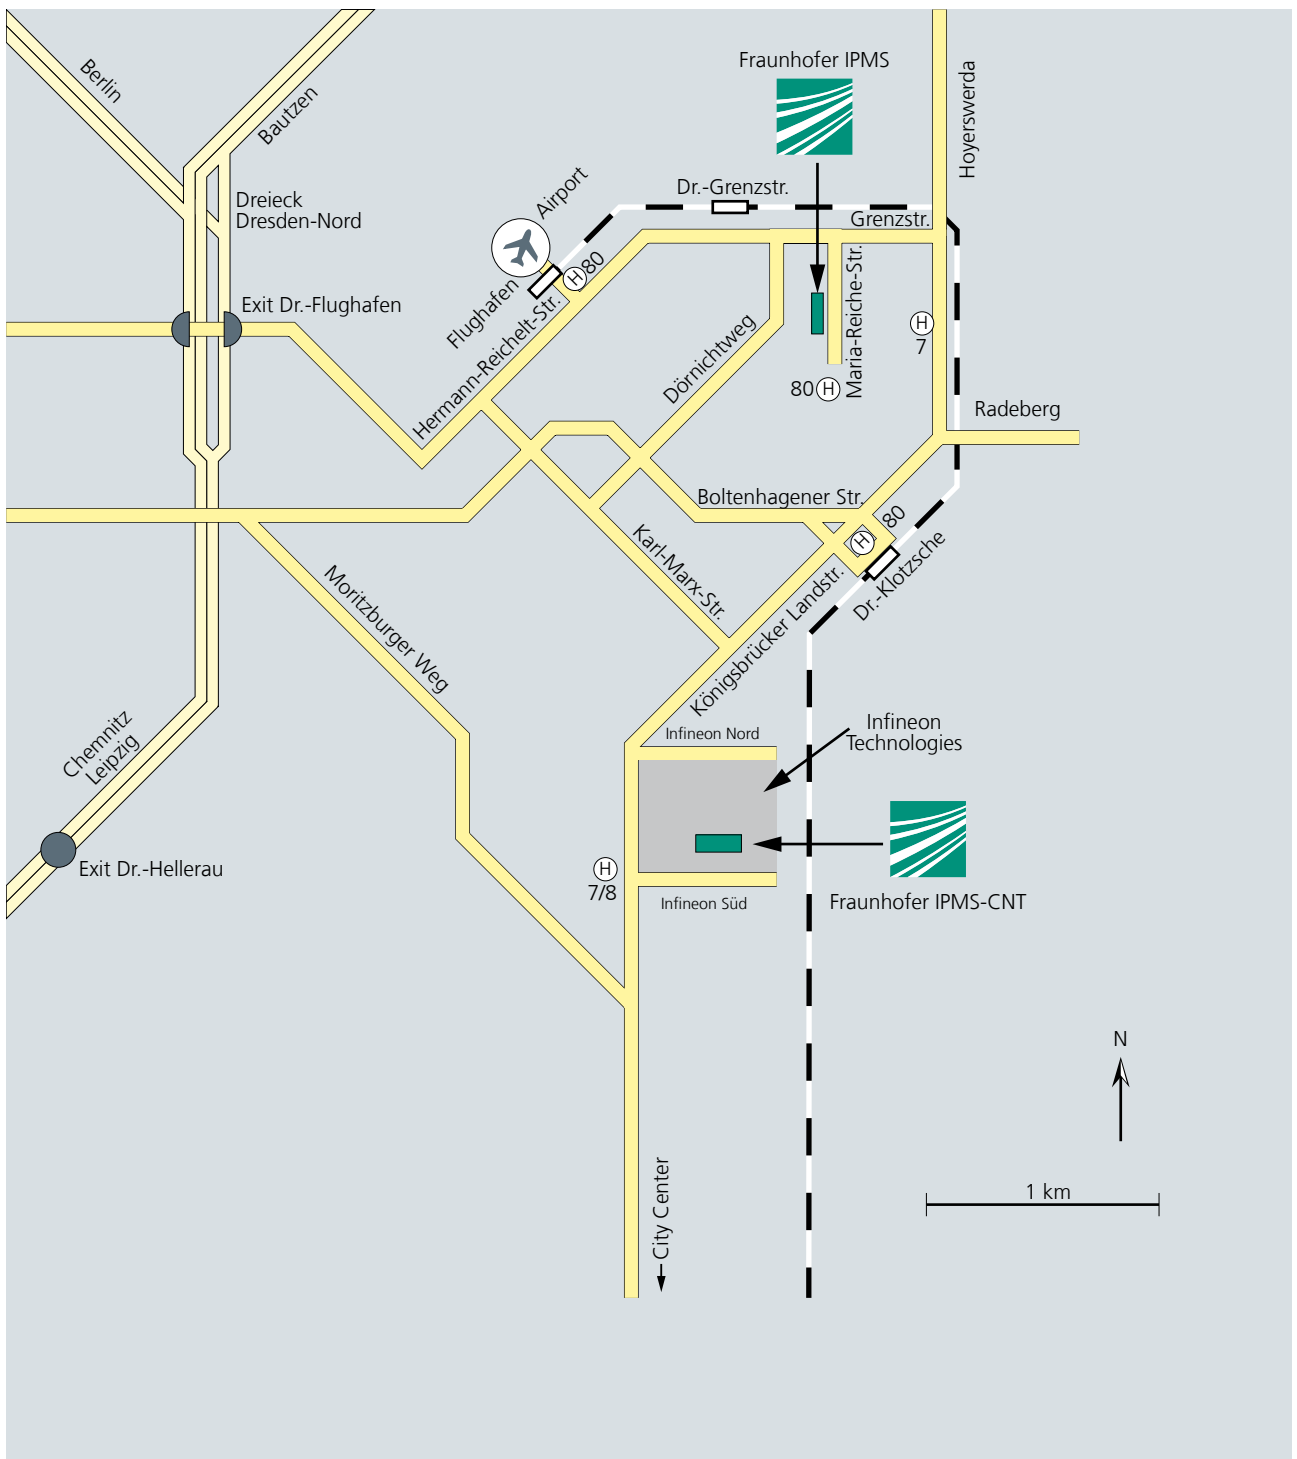 Berlin
Bautzen
Fraunhofer IPMS
Hoyerswerda
Dreieck
Dresden-Nord
Airport
Dr.-Grenzstr.
Grenzstr.
H
80
Flughafen
Exit Dr.-Flughafen
Hermann-Reichelt-Str.
Dörnichtweg
Maria-Reiche-Str.
H
7
80 H
Radeberg
Boltenhagener Str.
80
H
Karl-Marx-Str.
Dr.-Klotzsche
Königsbrücker Landstr.
Moritzburger Weg
Chemnitz
Leipzig
Infineon Nord
Infineon
Technologies
Exit Dr.-Hellerau
H
7/8
Infineon Süd
Fraunhofer IPMS-CNT
N
1 km
City Center